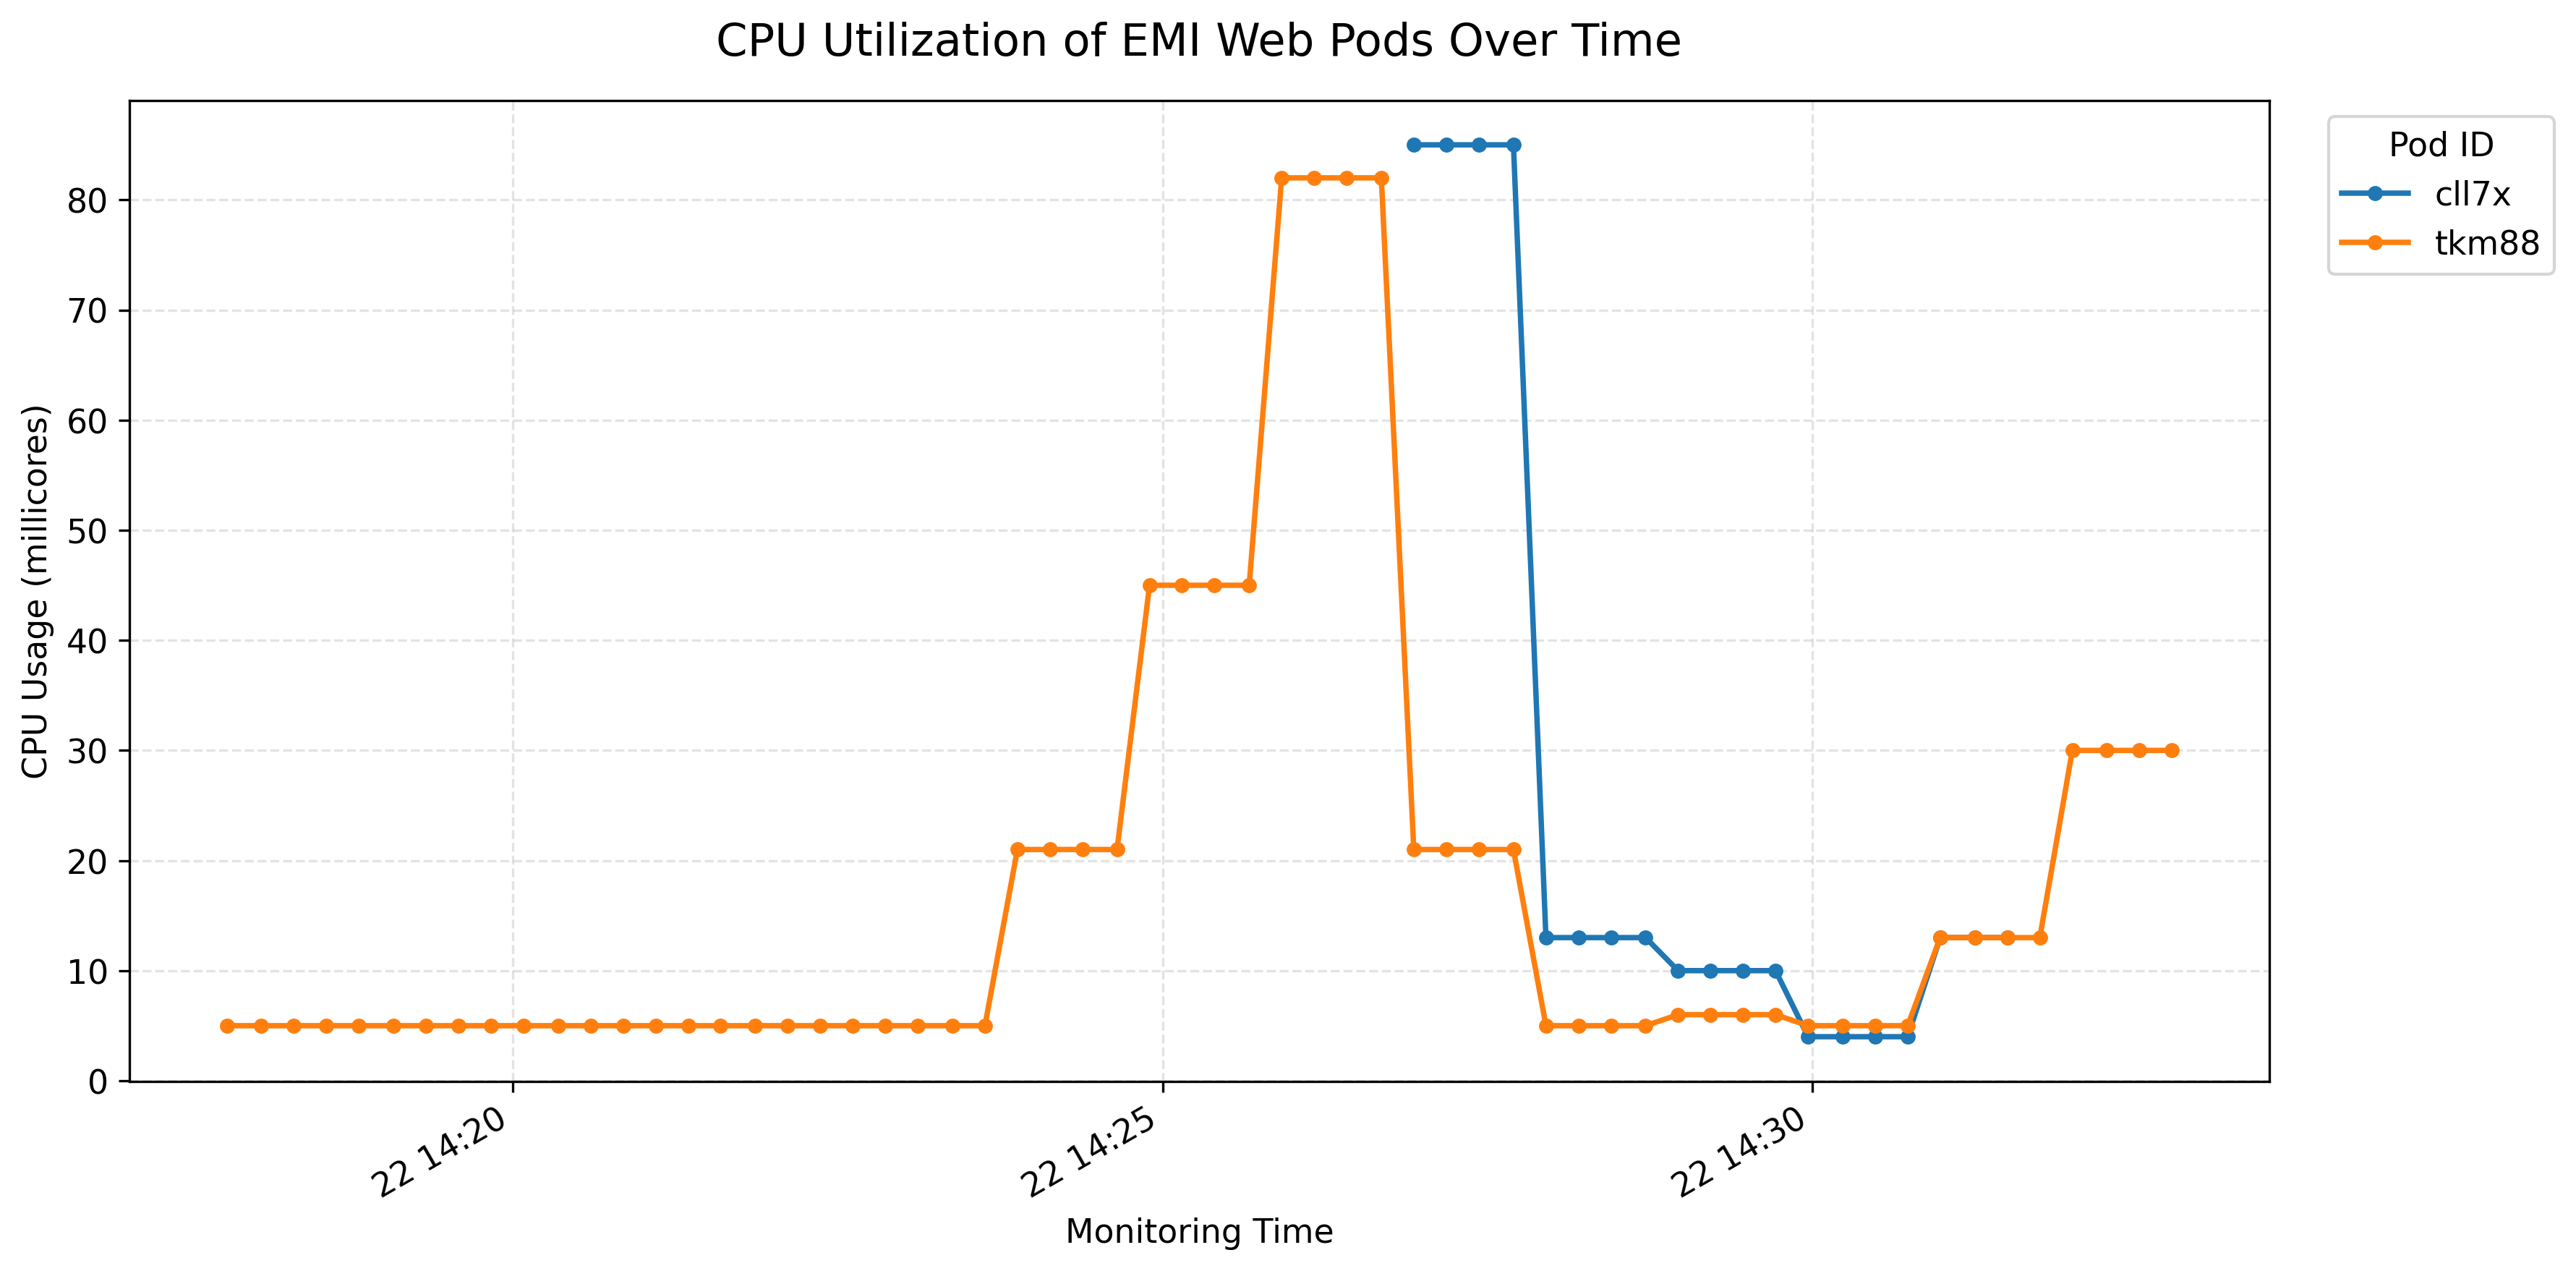 CPU Utilization of EMI Web Pods Over Time
CPU Usage (millicores)
80
70
60
50
40
30
20
10
0
22 14:20
22 14:25
22 14:30
Monitoring Time
Pod ID
cll7x
tkm88